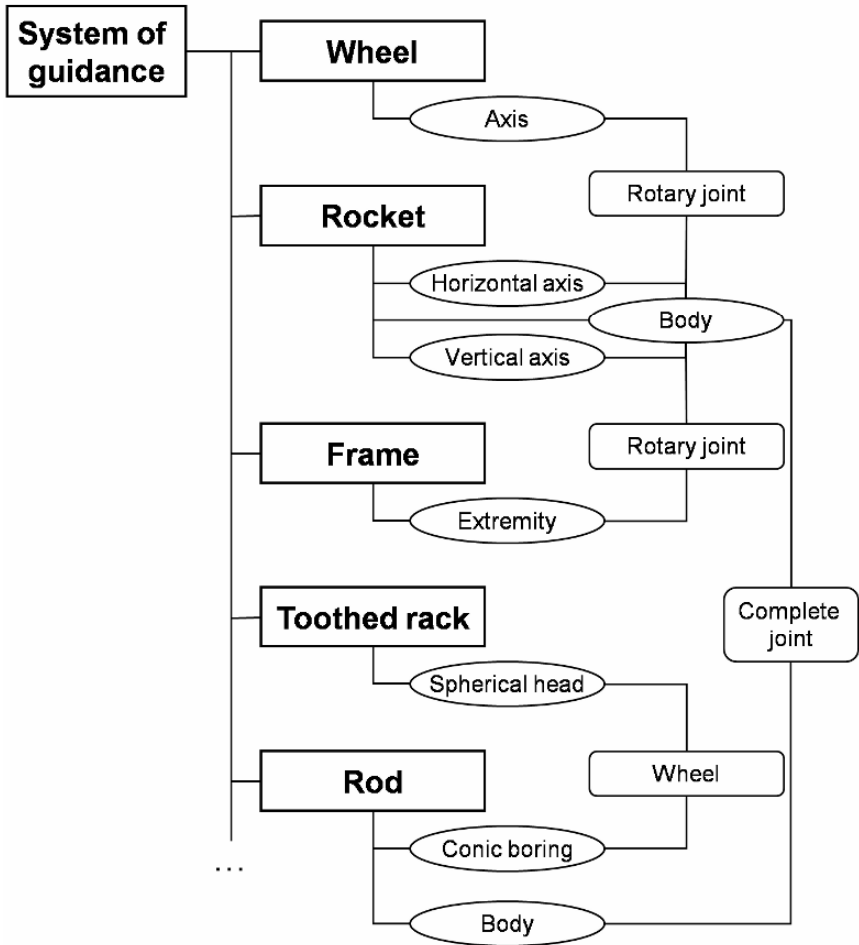 System of
guidance
Wheel
Axis
Rotary joint
Rocket
Horizontal axis
Body
Vertical axis
Frame
Rotary joint
Extremity
Toothed rack
Complete
joint
Spherical head
Rod
Wheel
Conic boring
...
Body